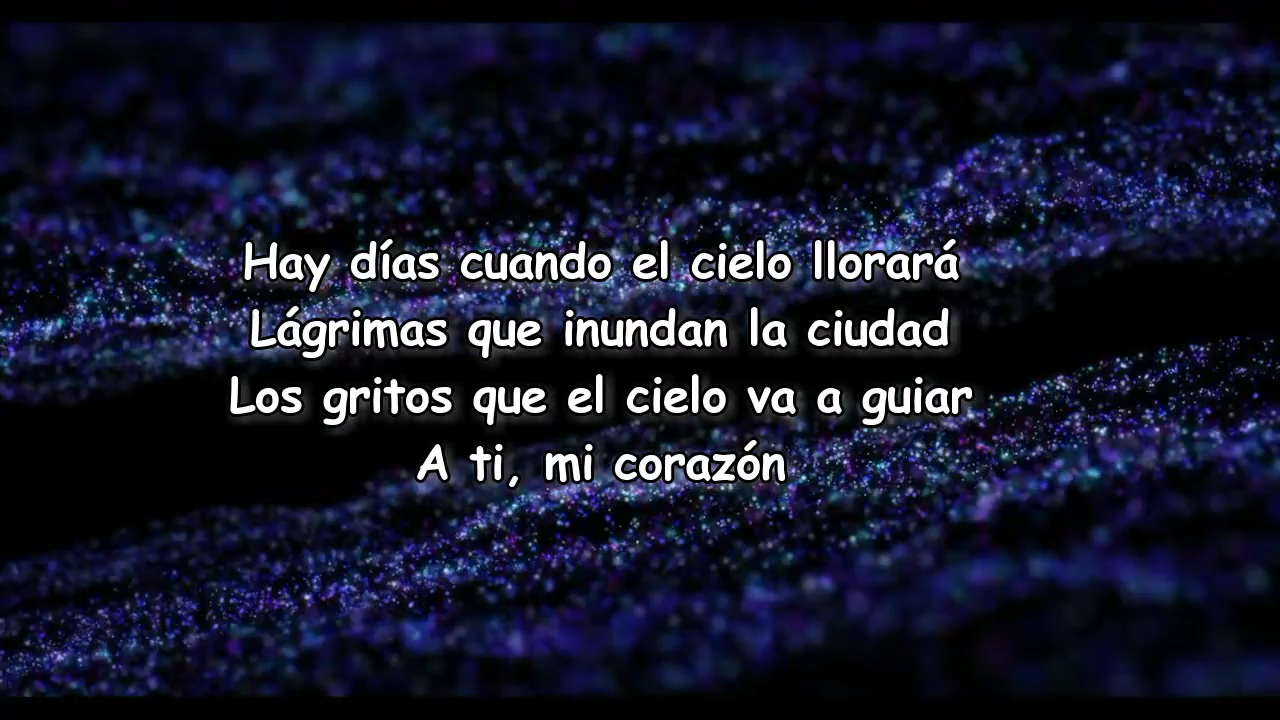 Hay días cuando el cielo llorará
Lágrimas que inundan la ciudad
Los gritos que el cielo va a guiar
A ti, mi corazón